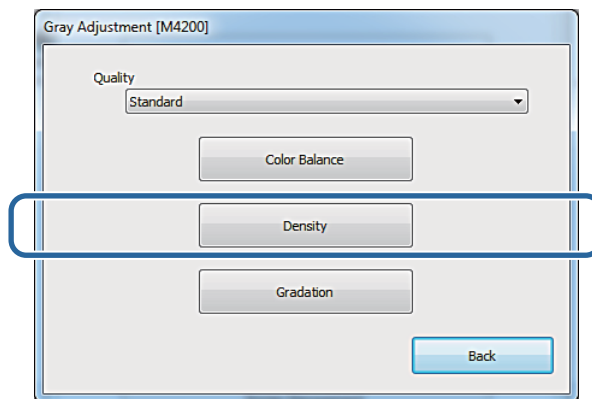 Gray Adjustment [M4200]
Quality
Standard
Color Balance
Density
Gradation
Back